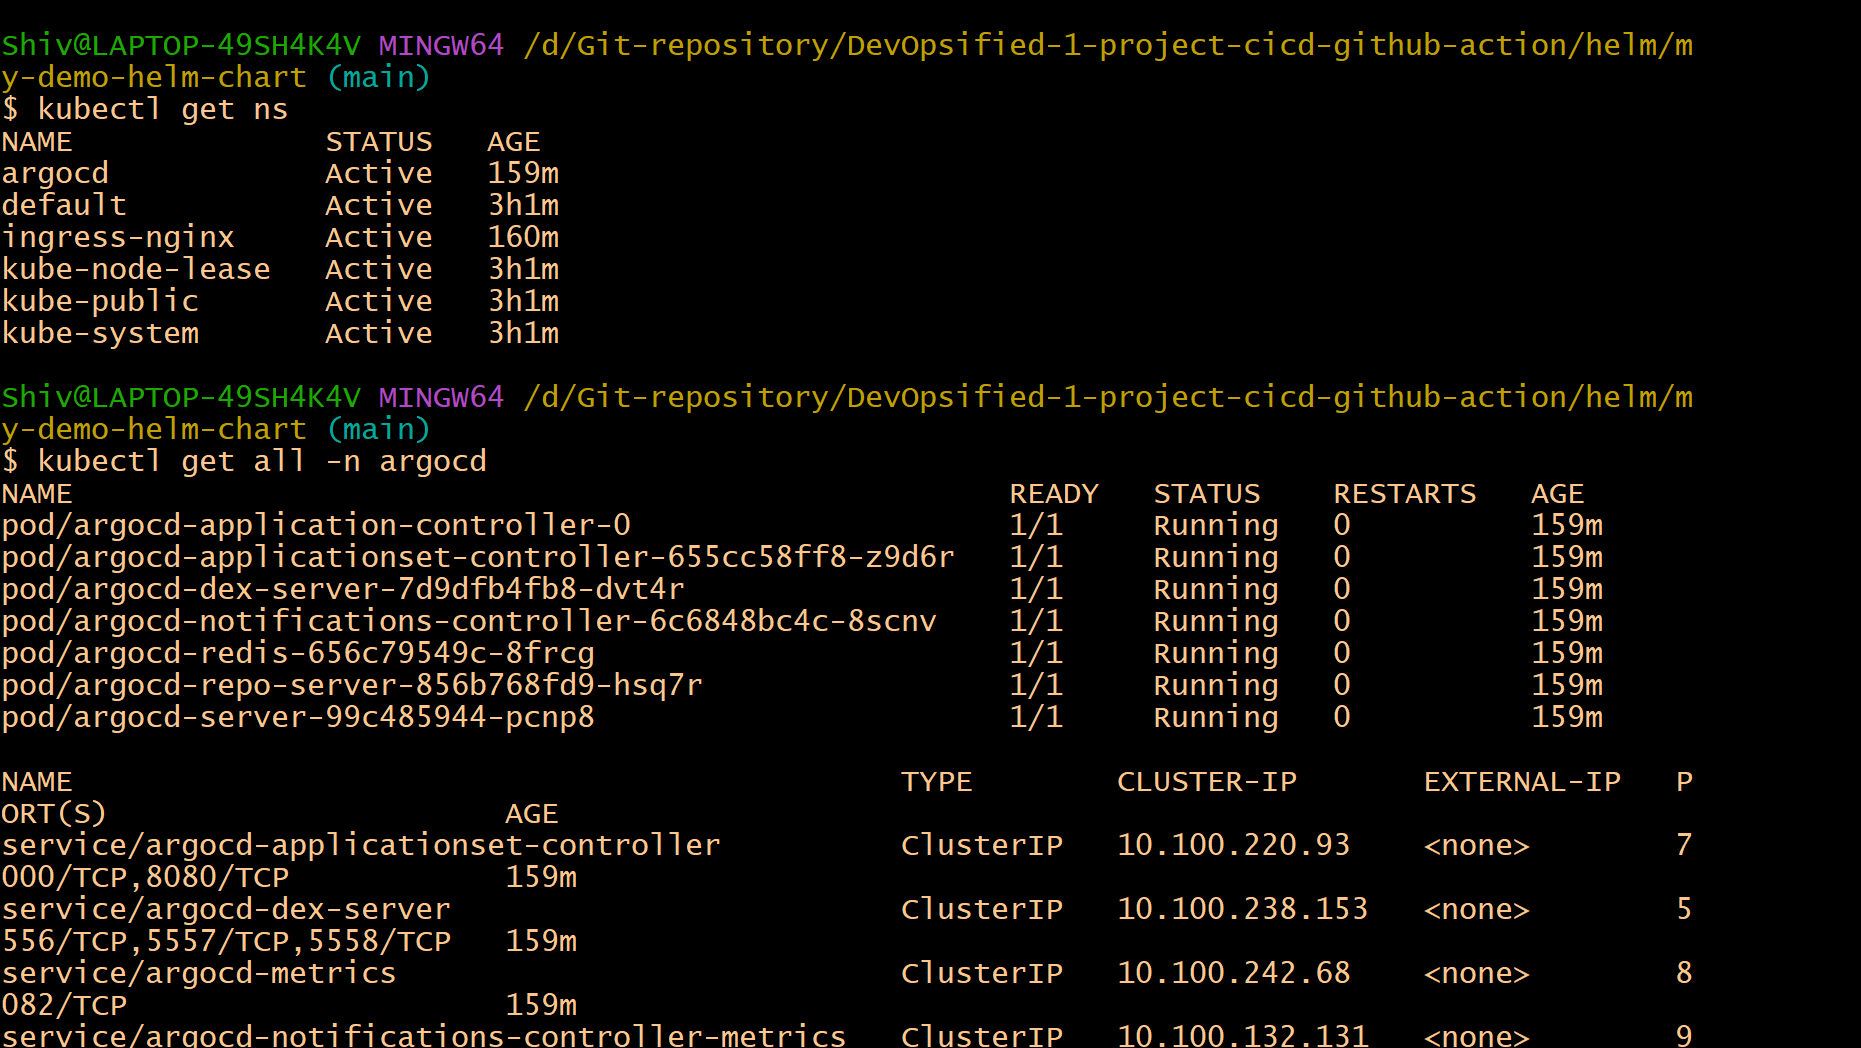 Shiv@LAPTOP-49SH4K4V MINGW64 /d/Git-repository/DevOpsified-1-project-cicd-github-action/helm/m
y-demo-helm-chart (main)
$ kubectl get ns
NAME              STATUS   AGE
argocd            Active   159m
default           Active   3h1m
ingress-nginx     Active   160m
kube-node-lease   Active   3h1m
kube-public       Active   3h1m
kube-system       Active   3h1m

Shiv@LAPTOP-49SH4K4V MINGW64 /d/Git-repository/DevOpsified-1-project-cicd-github-action/helm/m
y-demo-helm-chart (main)
$ kubectl get all -n argocd
NAME                                                    READY   STATUS    RESTARTS   AGE
pod/argocd-application-controller-0                     1/1     Running   0          159m
pod/argocd-applicationset-controller-655cc58ff8-z9d6r   1/1     Running   0          159m
pod/argocd-dex-server-7d9dfb4fb8-dvt4r                  1/1     Running   0          159m
pod/argocd-notifications-controller-6c6848bc4c-8scnv    1/1     Running   0          159m
pod/argocd-redis-656c79549c-8frcg                       1/1     Running   0          159m
pod/argocd-repo-server-856b768fd9-hsq7r                 1/1     Running   0          159m
pod/argocd-server-99c485944-pcnp8                       1/1     Running   0          159m

NAME                                              TYPE        CLUSTER-IP       EXTERNAL-IP   P
ORT(S)                      AGE
service/argocd-applicationset-controller          ClusterIP   10.100.220.93    <none>        7
000/TCP,8080/TCP            159m
service/argocd-dex-server                         ClusterIP   10.100.238.153   <none>        5
556/TCP,5557/TCP,5558/TCP   159m
service/argocd-metrics                            ClusterIP   10.100.242.68    <none>        8
082/TCP                     159m
service/argocd-notifications-controller-metrics   ClusterIP   10.100.132.131   <none>        9